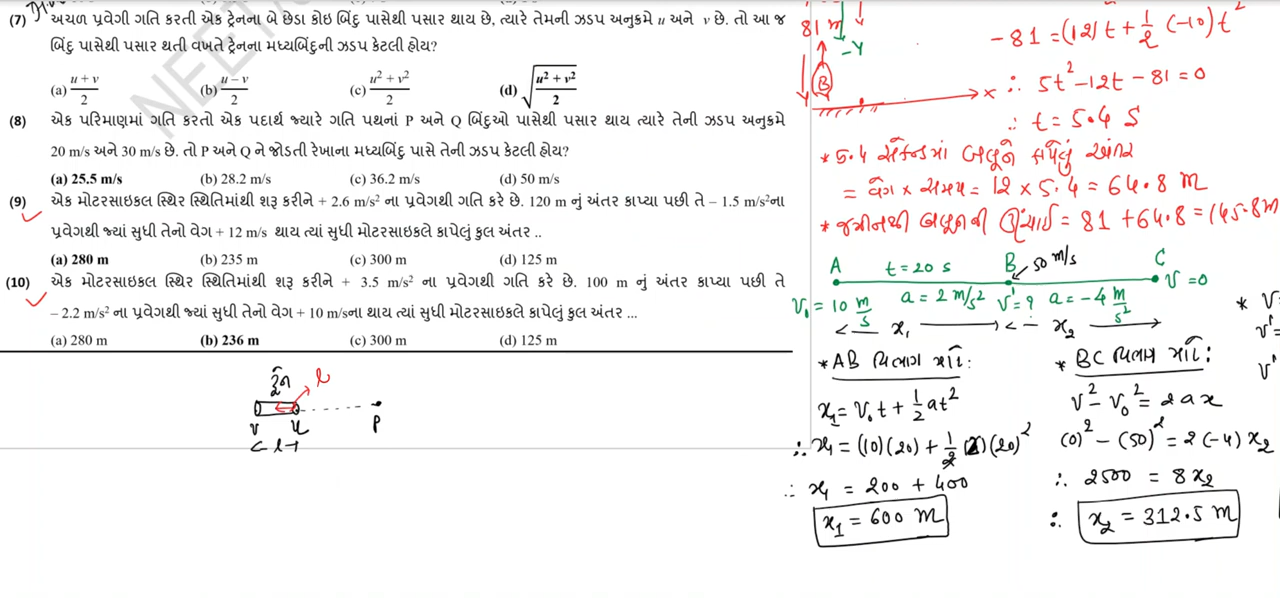 (7) અચળ પ્રવેગી ગતિ કરતી એક ટ્રેનના બે છેડા કોઇ બિંદુ પાસેથી પસાર થાય છે, ત્યારે તેમની ઝડપ અનુક્રમે u અને v છે. તો આ જ
બિંદુ પાસેથી પસાર થતી વખતે ટ્રેનના મધ્યબિંદુની ઝડપ કેટલી હોય?
(a) (u + v)/2 (b) (u – v)/2 (c) (u² + v²)/2 (d) √((u² + v²)/2)
(8) એક પરિમાણમાં ગતિ કરતો એક પદાર્થ જ્યારે ગતિ પથનાં P અને Q બિંદુઓ પાસેથી પસાર થાય ત્યારે તેની ઝડપ અનુક્રમે
20 m/s અને 30 m/s છે. તો P અને Q ને જોડતી રેખાના મધ્યબિંદુ પાસે તેની ઝડપ કેટલી હોય?
(a) 25.5 m/s (b) 28.2 m/s (c) 36.2 m/s (d) 50 m/s
(9) એક મોટરસાઇકલ સ્થિર સ્થિતિમાંથી શરૂ કરીને + 2.6 m/s² ના પ્રવેગથી ગતિ કરે છે. 120 m નું અંતર કાપ્યા પછી તે – 1.5 m/s²ના
પ્રવેગથી જ્યાં સુધી તેનો વેગ + 12 m/s થાય ત્યાં સુધી મોટરસાઇકલે કાપેલું કુલ અંતર ..
(a) 280 m (b) 235 m (c) 300 m (d) 125 m
(10) એક મોટરસાઇકલ સ્થિર સ્થિતિમાંથી શરૂ કરીને + 3.5 m/s² ના પ્રવેગથી ગતિ કરે છે. 100 m નું અંતર કાપ્યા પછી તે
– 2.2 m/s² ના પ્રવેગથી જ્યાં સુધી તેનો વેગ + 10 m/sના થાય ત્યાં સુધી મોટરસાઇકલે કાપેલું કુલ અંતર ...
(a) 280 m (b) 236 m (c) 300 m (d) 125 m
ટ્રેન l
v u P
< l →
81 m
-Y
B
Y
x
-81 = (12)t + 1/2 (-10)t²
∴ 5t² -12t - 81 = 0
∴ t = 5.4 S
* 5.4 સેકન્ડમાં બલૂને કાપેલું અંતર
= વેગ × સમય = 12 × 5.4 = 64.8 m
* જમીનથી બલૂનની ઊંચાઈ = 81 + 64.8 = 145.8 m
A t = 20 s B 50 m/s C
v = 0
v₀ = 10 m/s a = 2 m/s² v' = ? a = -4 m/s²
< x₁ > < x₂ >
* AB વિભાગ માટે:
x₁ = v₀t + 1/2 at²
∴ x₁ = (10)(20) + 1/2 (2)(20)²
∴ x₁ = 200 + 400
x₁ = 600 m
* BC વિભાગ માટે:
v² - v₀² = 2ax
(0)² - (50)² = 2(-4) x₂
∴ 2500 = 8x₂
∴ x₂ = 312.5 m
* v=
v'=
v'
NEET